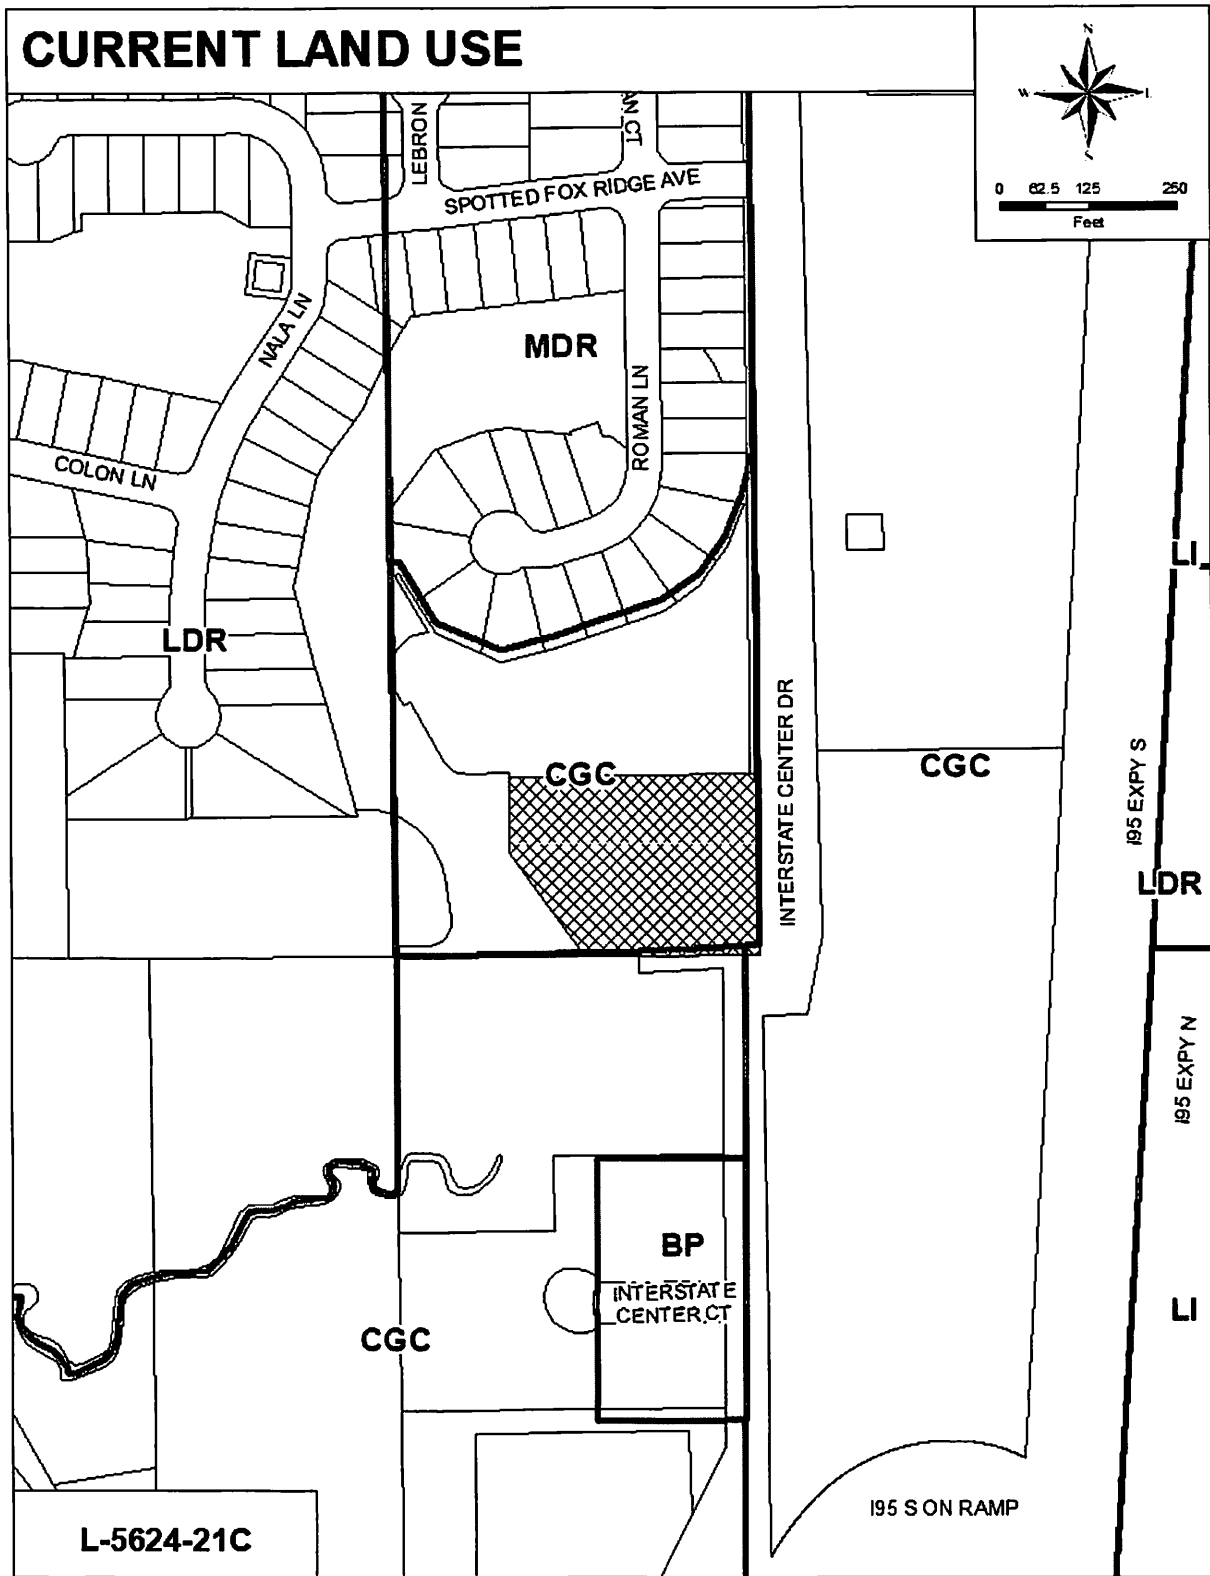 CURRENT LAND USE
N
W
S
0 62.5 125 250
Feet
LEBRON
AN CT
SPOTTED FOX RIDGE AVE
NALA LN
MDR
ROMAN LN
COLON LN
LI
LDR
INTERSTATE CENTER DR
I95 EXPY S
CGC
CGC
LDR
I95 EXPY N
BP
INTERSTATE
CENTER CT
LI
CGC
I95 S ON RAMP
L-5624-21C